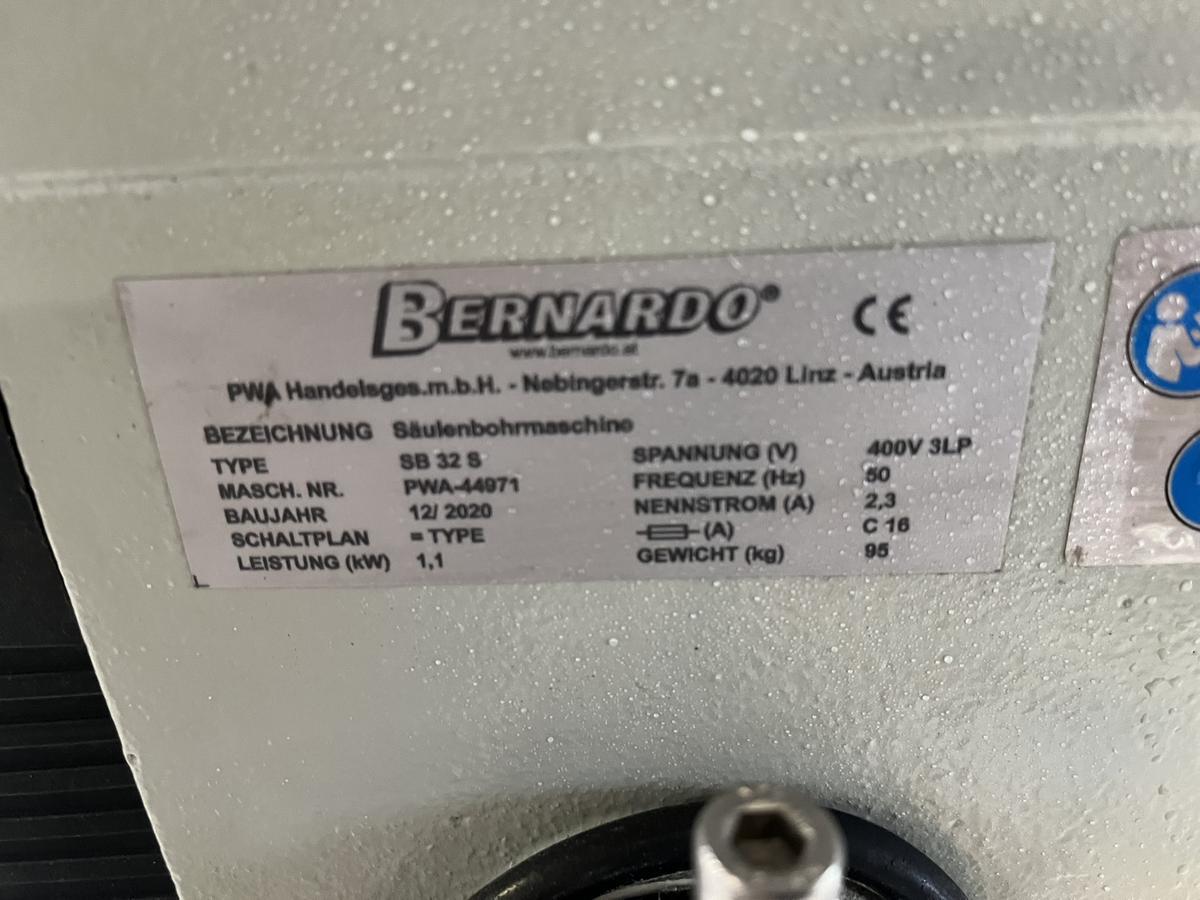 BERNARDO®
www.bernardo.at
CE
PWA Handelsges.m.b.H. - Nebingerstr. 7a - 4020 Linz - Austria
BEZEICHNUNG Säulenbohrmaschine
TYPE SB 32 S SPANNUNG (V) 400V 3LP
MASCH. NR. PWA-44971 FREQUENZ (Hz) 50
BAUJAHR 12/ 2020 NENNSTROM (A) 2,3
SCHALTPLAN = TYPE (A) C 16
LEISTUNG (kW) 1,1 GEWICHT (kg) 95